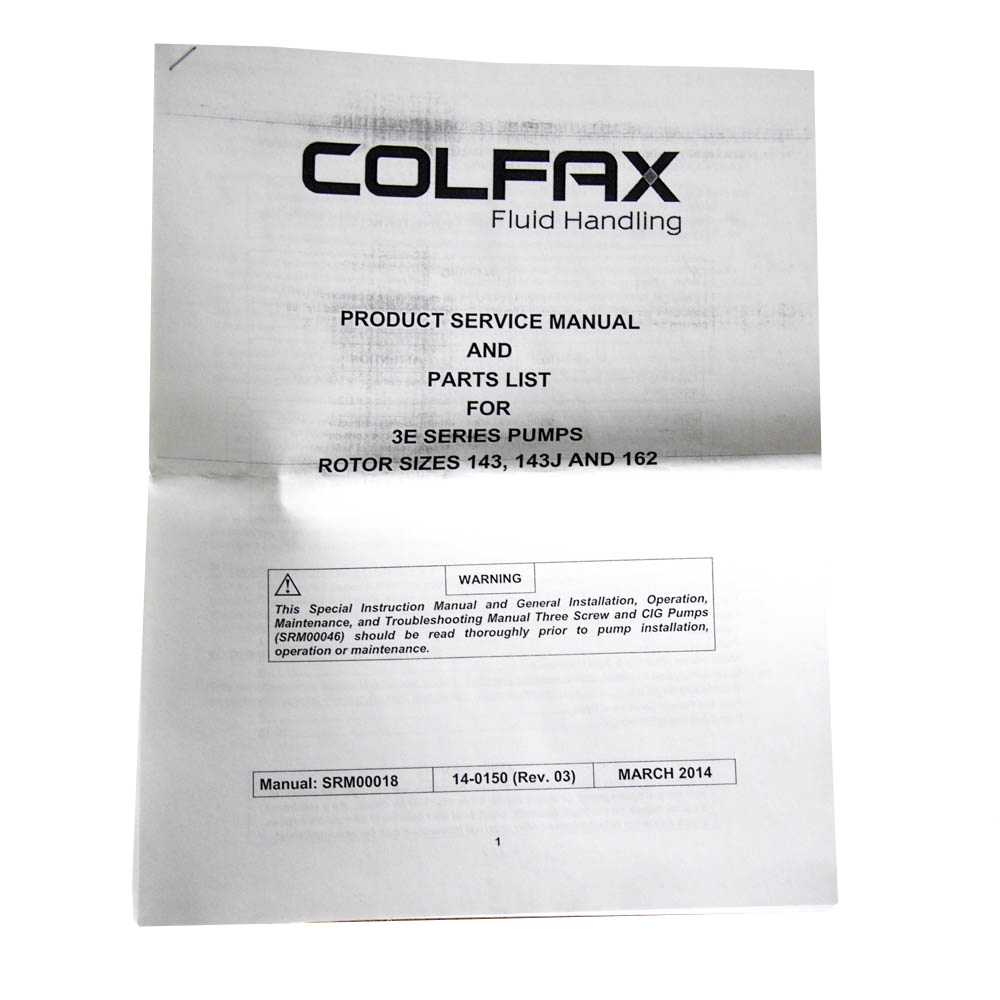 COLFAX
Fluid Handling
PRODUCT SERVICE MANUAL
AND
PARTS LIST
FOR
3E SERIES PUMPS
ROTOR SIZES 143, 143J AND 162
WARNING
This Special Instruction Manual and General Installation, Operation,
Maintenance, and Troubleshooting Manual Three Screw and CIG Pumps
(SRM00046) should be read thoroughly prior to pump installation,
operation or maintenance.
Manual: SRM00018 14-0150 (Rev. 03) MARCH 2014
1